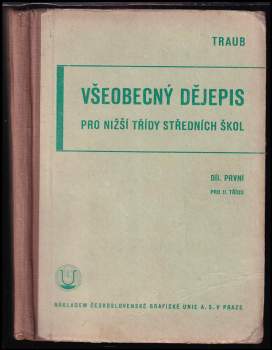 TRAUB
VŠEOBECNÝ DĚJEPIS
PRO NIŽŠÍ TŘÍDY STŘEDNÍCH ŠKOL
DÍL PRVNÍ
PRO II. TŘÍDU
NÁKLADEM ČESKOSLOVENSKÉ GRAFICKÉ UNIE A. S. V PRAZE